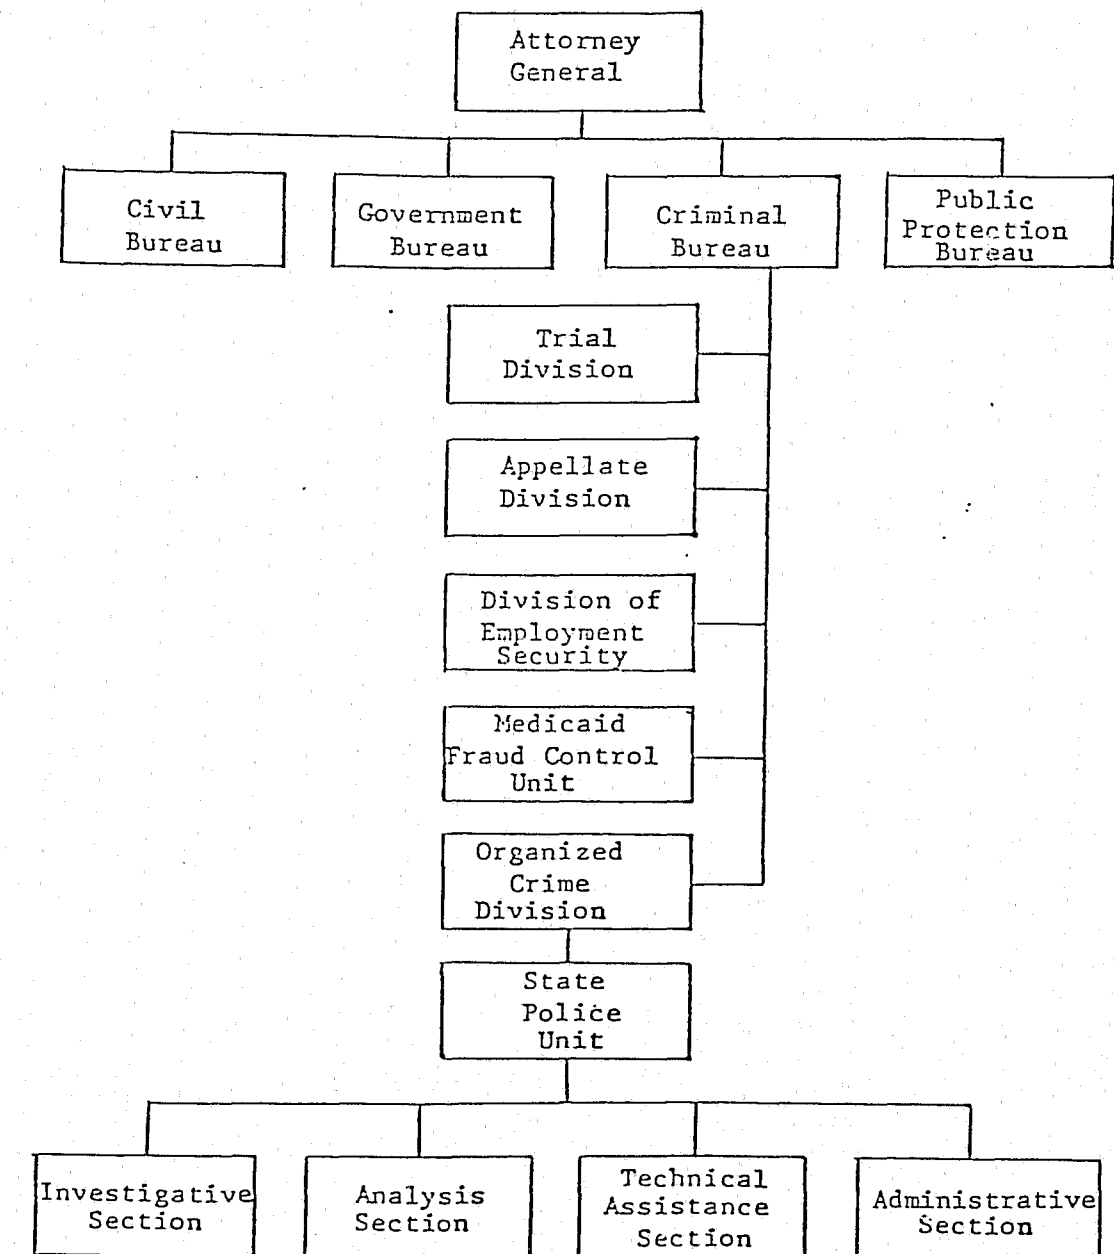 Attorney
General
Civil
Bureau
Government
Bureau
Criminal
Bureau
Public
Protection
Bureau
Trial
Division
Appellate
Division
Division of
Employment
Security
Medicaid
Fraud Control
Unit
Organized
Crime
Division
State
Police
Unit
Investigative
Section
Analysis
Section
Technical
Assistance
Section
Administrative
Section